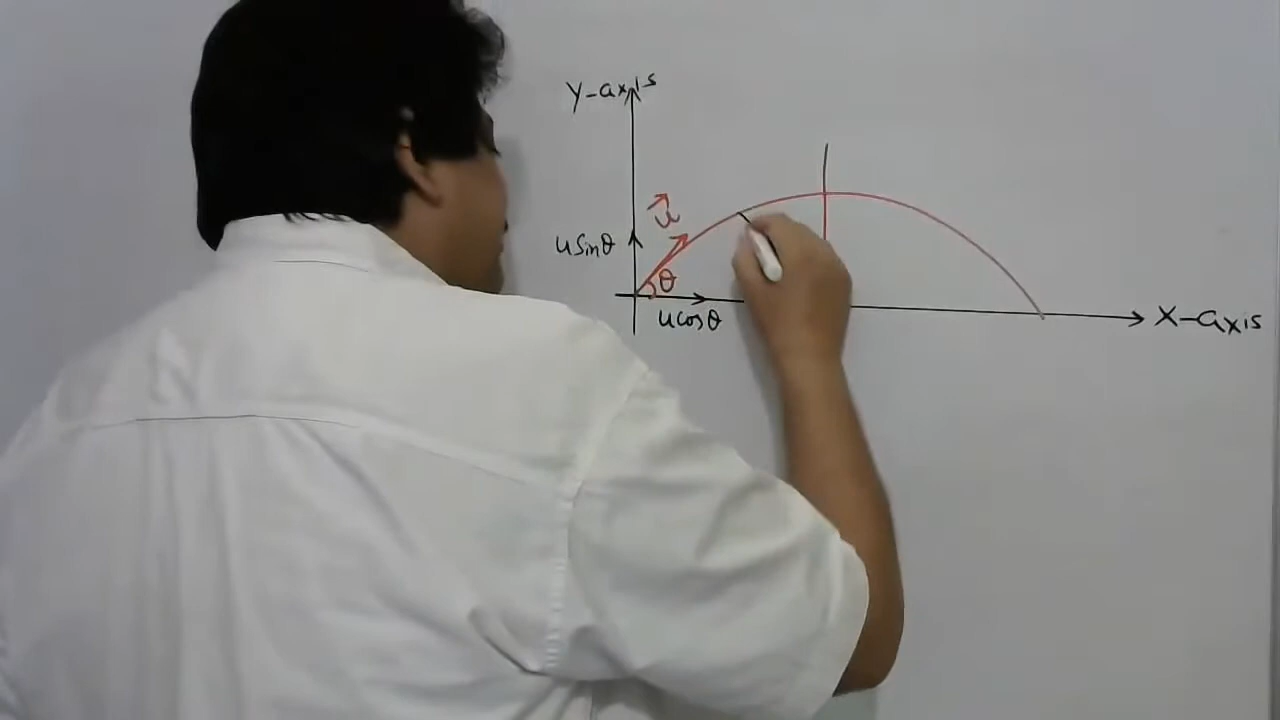 Y-axis
u⃗
usinθ
θ
ucosθ
X-axis